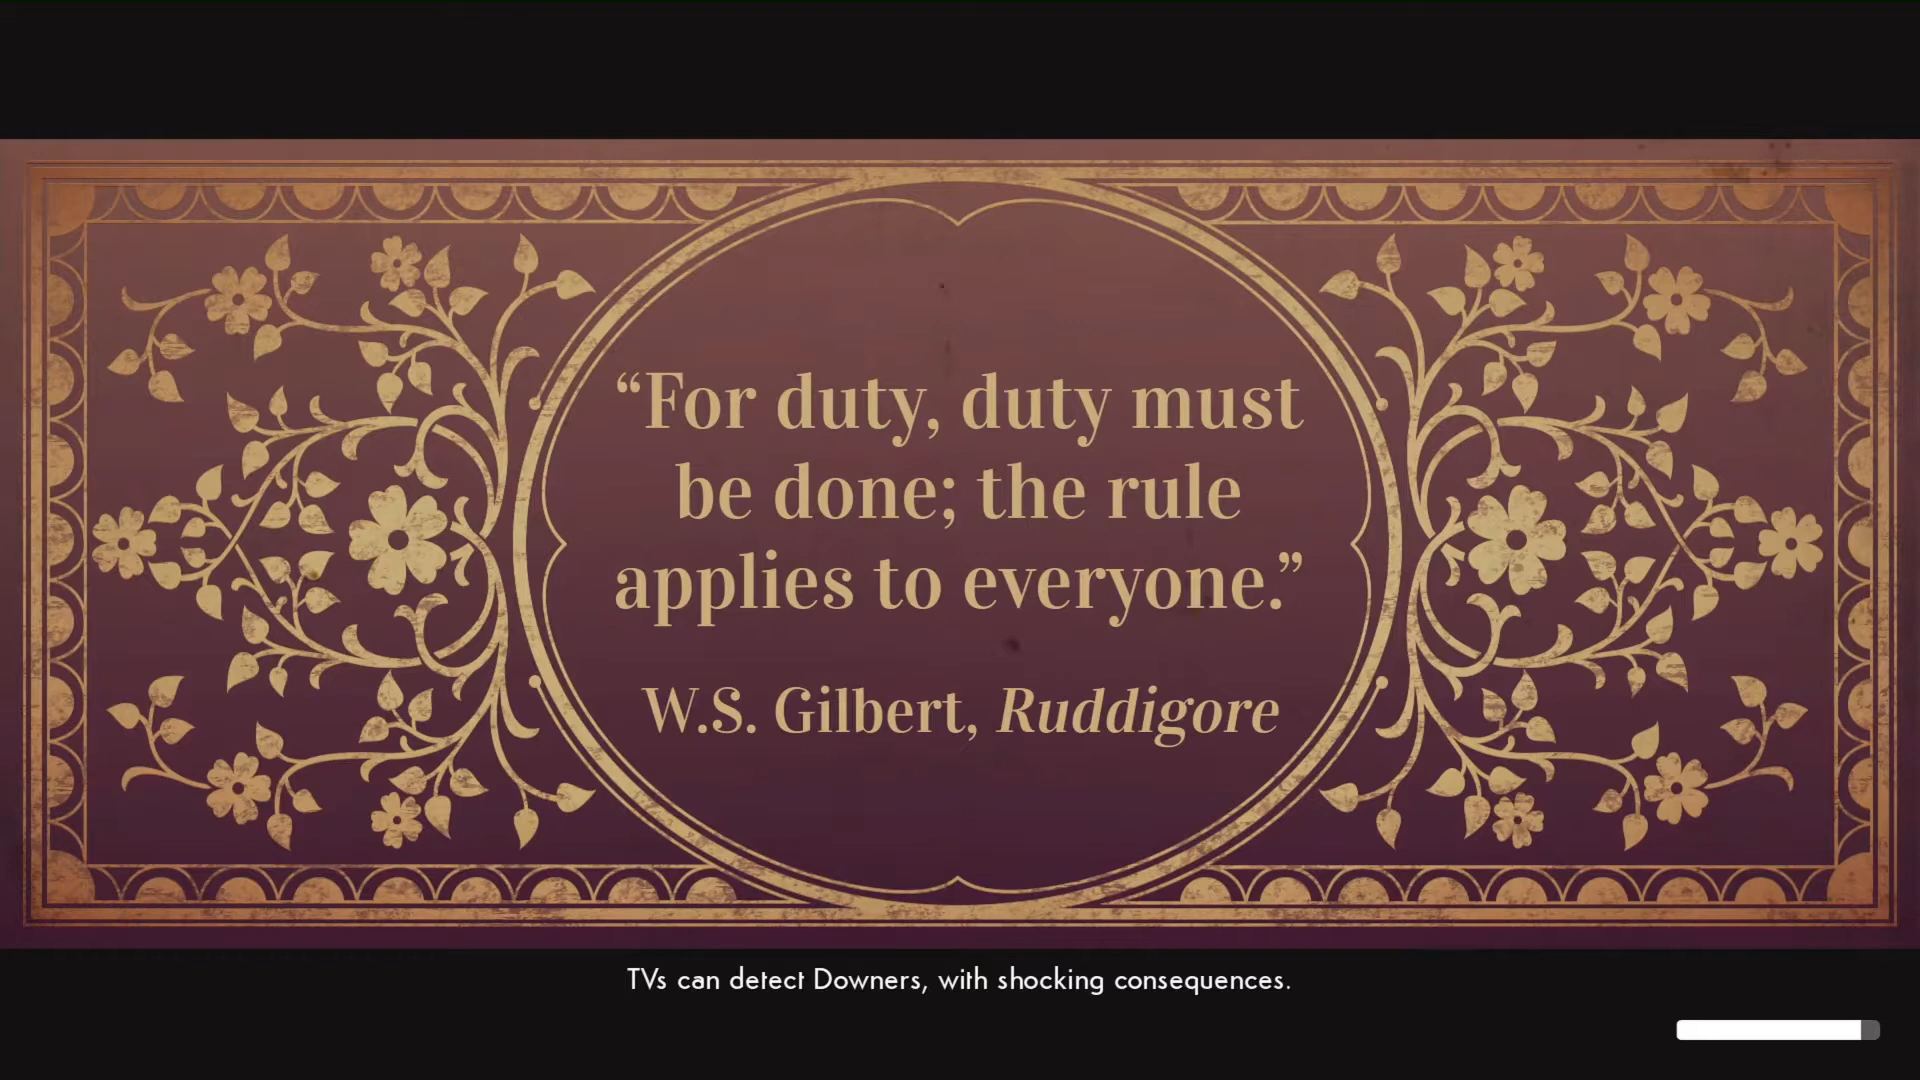 “For duty, duty must
be done; the rule
applies to everyone.”
W.S. Gilbert, Ruddigore
TVs can detect Downers, with shocking consequences.